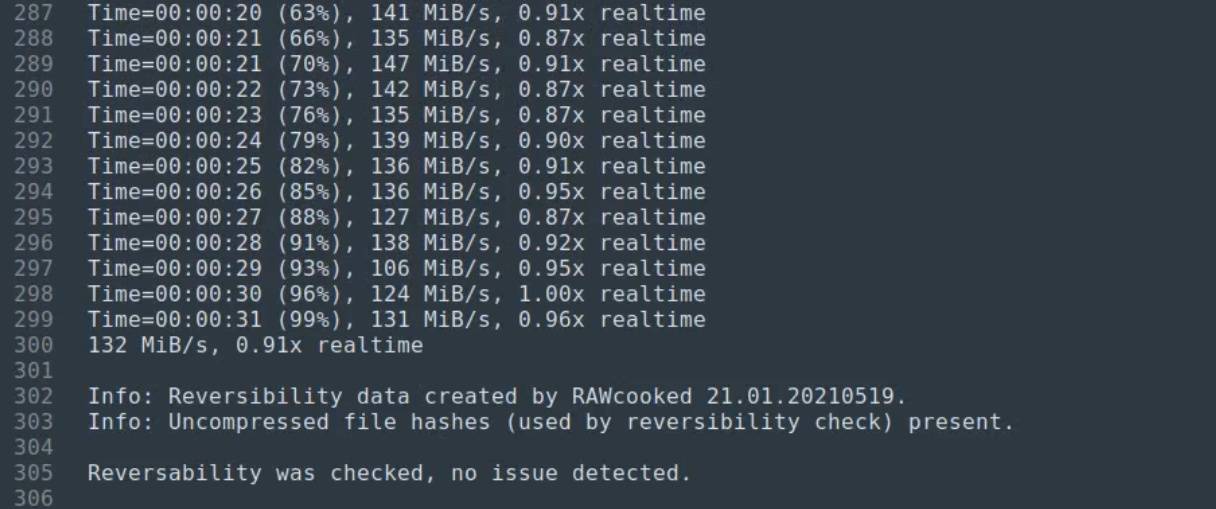 287 Time=00:00:20 (63%), 141 MiB/s, 0.91x realtime
288 Time=00:00:21 (66%), 135 MiB/s, 0.87x realtime
289 Time=00:00:21 (70%), 147 MiB/s, 0.91x realtime
290 Time=00:00:22 (73%), 142 MiB/s, 0.87x realtime
291 Time=00:00:23 (76%), 135 MiB/s, 0.87x realtime
292 Time=00:00:24 (79%), 139 MiB/s, 0.90x realtime
293 Time=00:00:25 (82%), 136 MiB/s, 0.91x realtime
294 Time=00:00:26 (85%), 136 MiB/s, 0.95x realtime
295 Time=00:00:27 (88%), 127 MiB/s, 0.87x realtime
296 Time=00:00:28 (91%), 138 MiB/s, 0.92x realtime
297 Time=00:00:29 (93%), 106 MiB/s, 0.95x realtime
298 Time=00:00:30 (96%), 124 MiB/s, 1.00x realtime
299 Time=00:00:31 (99%), 131 MiB/s, 0.96x realtime
300 132 MiB/s, 0.91x realtime
301
302 Info: Reversibility data created by RAWcooked 21.01.20210519.
303 Info: Uncompressed file hashes (used by reversibility check) present.
304
305 Reversability was checked, no issue detected.
306